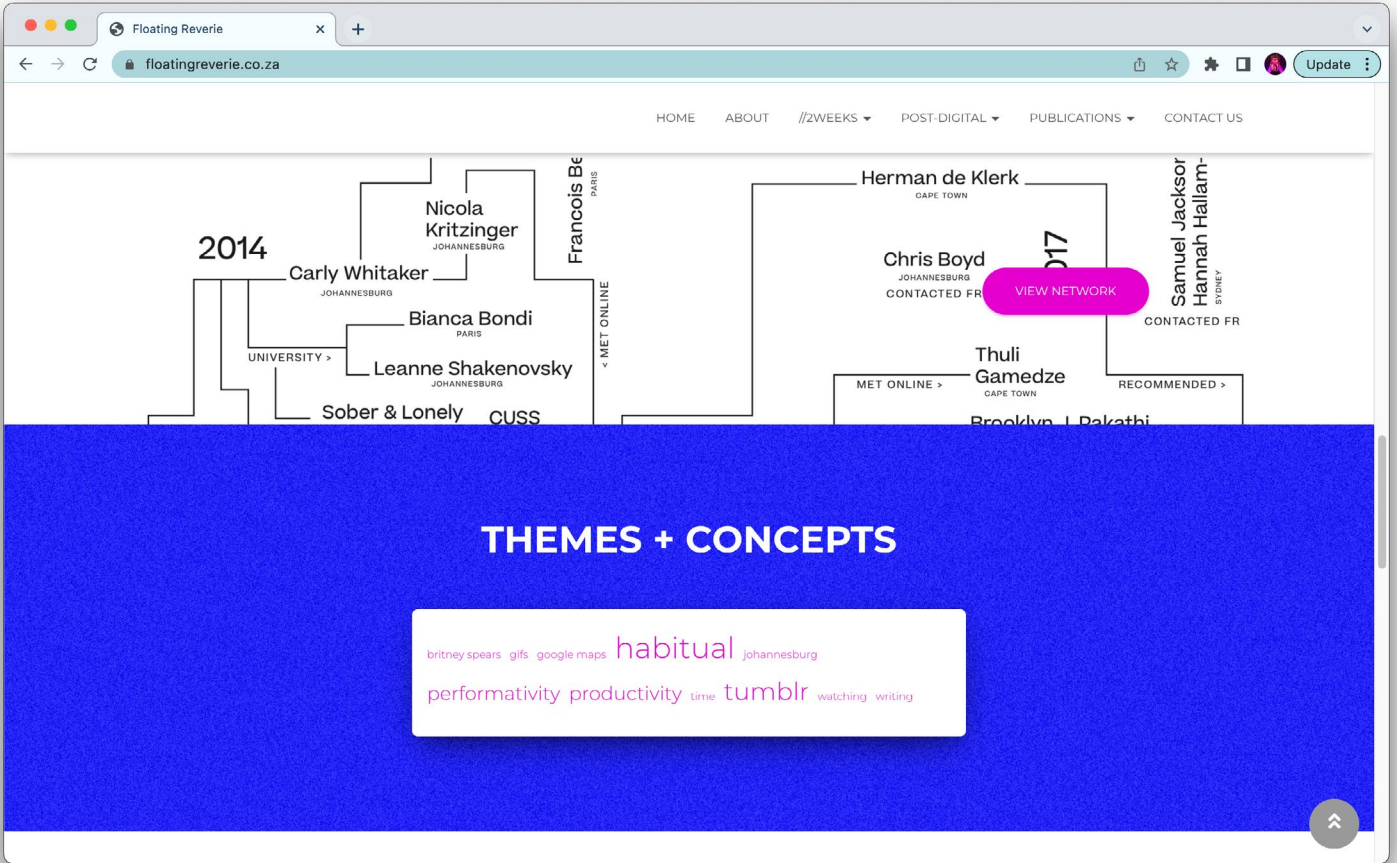 Floating Reverie
floatingreverie.co.za
Update
HOME ABOUT //2WEEKS POST-DIGITAL PUBLICATIONS CONTACT US
2014
Nicola
Kritzinger
JOHANNESBURG
Carly Whitaker
JOHANNESBURG
Francois Be
PARIS
Bianca Bondi
PARIS
UNIVERSITY >
Leanne Shakenovsky
JOHANNESBURG
< MET ONLINE
Sober & Lonely
CUSS
Herman de Klerk
CAPE TOWN
Chris Boyd
JOHANNESBURG
CONTACTED FR
VIEW NETWORK
Samuel Jackson
Hannah Hallam-
SYDNEY
CONTACTED FR
Thuli
Gamedze
CAPE TOWN
MET ONLINE >
RECOMMENDED >
Brooklyn J Pakathi
THEMES + CONCEPTS
britney spears gifs google maps habitual johannesburg
performativity productivity time tumblr watching writing